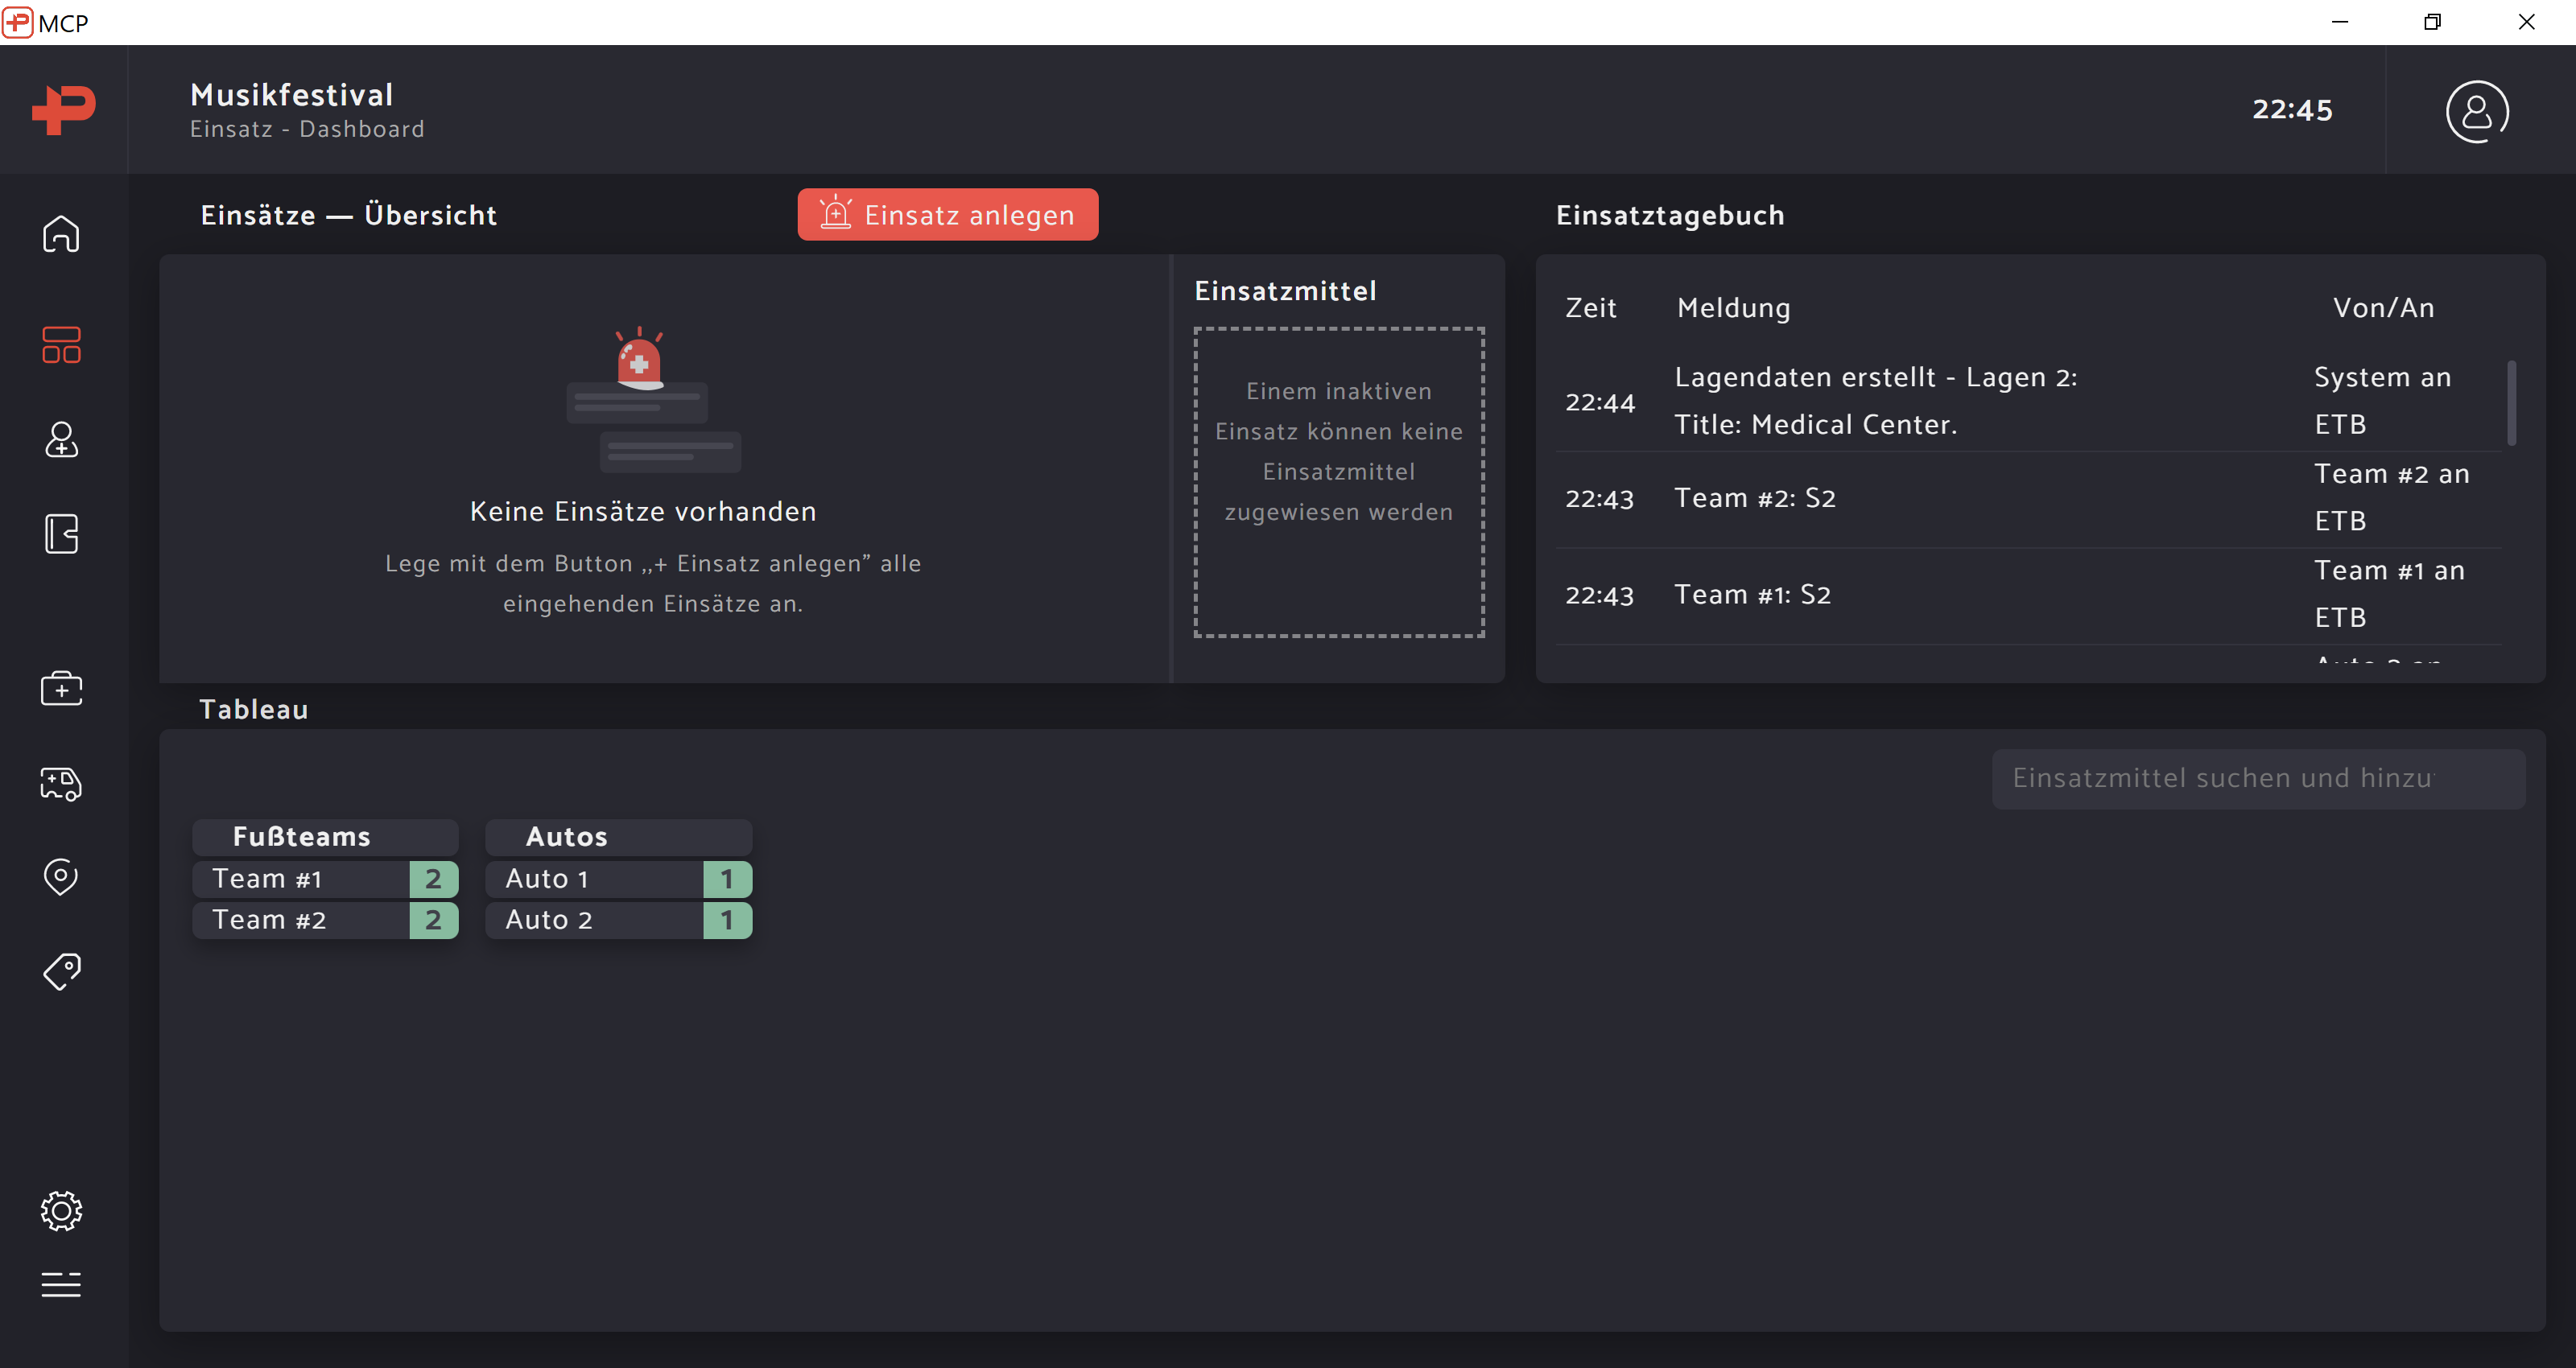 MCP
Musikfestival
Einsatz - Dashboard
22:45
Einsätze — Übersicht
Einsatz anlegen
Keine Einsätze vorhanden
Lege mit dem Button ,,+ Einsatz anlegen” alle
eingehenden Einsätze an.
Einsatzmittel
Einem inaktiven
Einsatz können keine
Einsatzmittel
zugewiesen werden
Einsatztagebuch
Zeit Meldung Von/An
22:44 Lagendaten erstellt - Lagen 2: System an
Title: Medical Center. ETB
22:43 Team #2: S2 Team #2 an
ETB
22:43 Team #1: S2 Team #1 an
ETB
Tableau
Einsatzmittel suchen und hinzu
Fußteams Autos
Team #1 2 Auto 1 1
Team #2 2 Auto 2 1